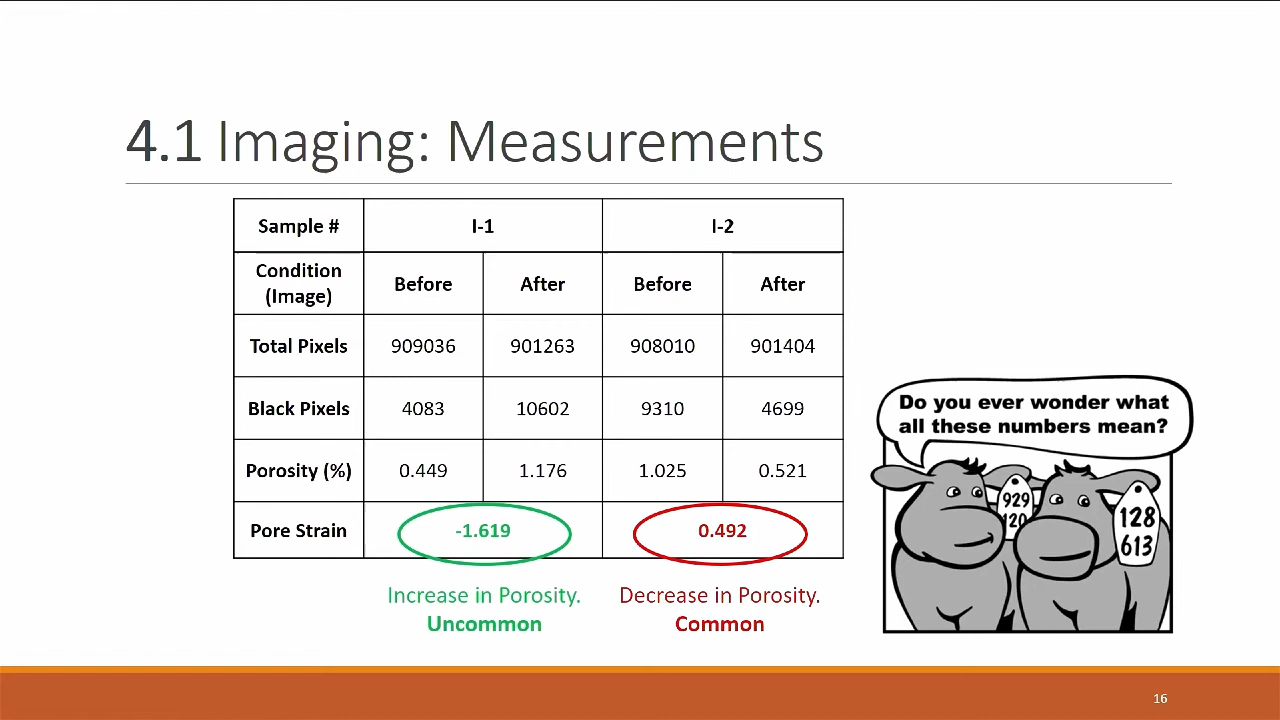 4.1 Imaging: Measurements
Sample # I-1 I-2
Condition (Image) Before After Before After
Total Pixels 909036 901263 908010 901404
Black Pixels 4083 10602 9310 4699
Porosity (%) 0.449 1.176 1.025 0.521
Pore Strain -1.619 0.492
Increase in Porosity.
Uncommon
Decrease in Porosity.
Common
Do you ever wonder what
all these numbers mean?
929
120
128
613
16